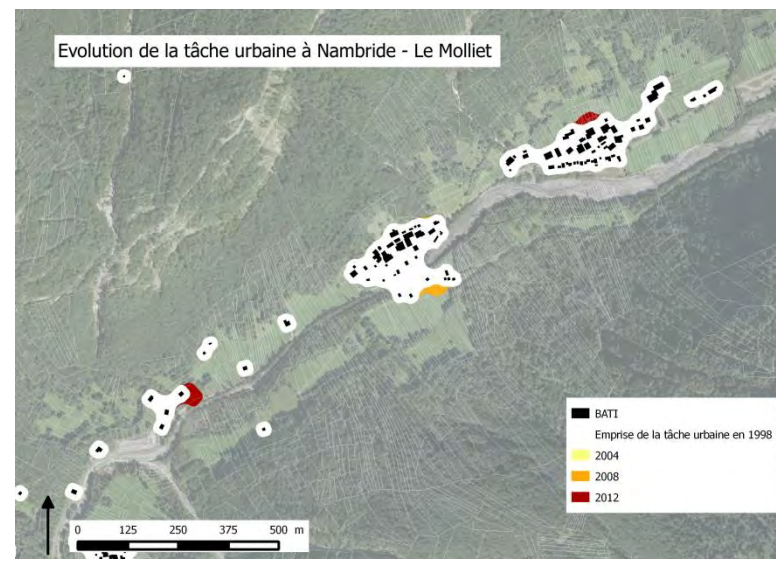 Evolution de la tâche urbaine à Nambride - Le Molliet
BATI
Emprise de la tâche urbaine en 1998
2004
2008
2012
0 125 250 375 500 m